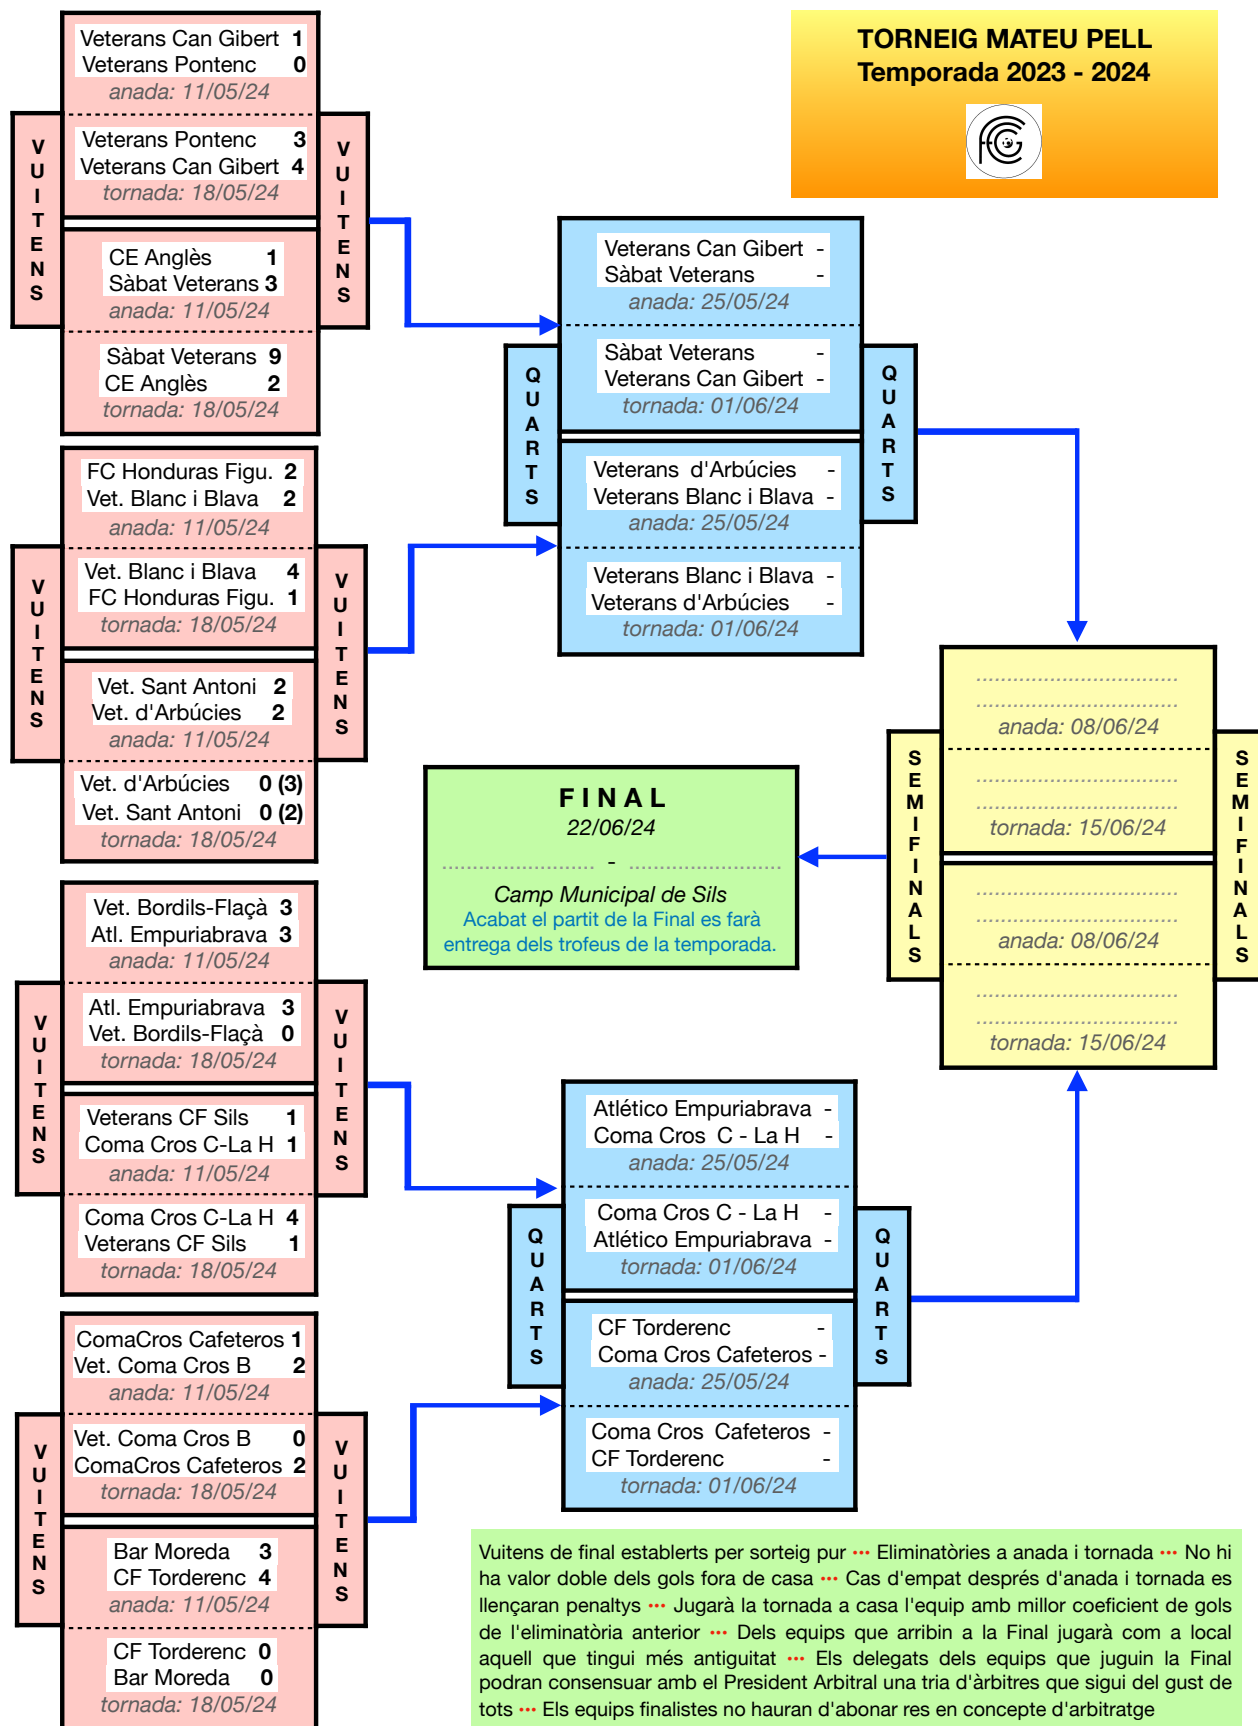 TORNEIG MATEU PELL
Temporada 2023 - 2024
FCCG
VUITENS
Veterans Can Gibert 1
Veterans Pontenc 0
anada: 11/05/24
Veterans Pontenc 3
Veterans Can Gibert 4
tornada: 18/05/24
CE Anglès 1
Sàbat Veterans 3
anada: 11/05/24
Sàbat Veterans 9
CE Anglès 2
tornada: 18/05/24
VUITENS
VUITENS
FC Honduras Figu. 2
Vet. Blanc i Blava 2
anada: 11/05/24
Vet. Blanc i Blava 4
FC Honduras Figu. 1
tornada: 18/05/24
Vet. Sant Antoni 2
Vet. d'Arbúcies 2
anada: 11/05/24
Vet. d'Arbúcies 0 (3)
Vet. Sant Antoni 0 (2)
tornada: 18/05/24
VUITENS
VUITENS
Vet. Bordils-Flaçà 3
Atl. Empuriabrava 3
anada: 11/05/24
Atl. Empuriabrava 3
Vet. Bordils-Flaçà 0
tornada: 18/05/24
Veterans CF Sils 1
Coma Cros C-La H 1
anada: 11/05/24
Coma Cros C-La H 4
Veterans CF Sils 1
tornada: 18/05/24
VUITENS
VUITENS
ComaCros Cafeteros 1
Vet. Coma Cros B 2
anada: 11/05/24
Vet. Coma Cros B 0
ComaCros Cafeteros 2
tornada: 18/05/24
Bar Moreda 3
CF Torderenc 4
anada: 11/05/24
CF Torderenc 0
Bar Moreda 0
tornada: 18/05/24
VUITENS
QUARTS
Veterans Can Gibert -
Sàbat Veterans -
anada: 25/05/24
Sàbat Veterans -
Veterans Can Gibert -
tornada: 01/06/24
Veterans d'Arbúcies -
Veterans Blanc i Blava -
anada: 25/05/24
Veterans Blanc i Blava -
Veterans d'Arbúcies -
tornada: 01/06/24
QUARTS
QUARTS
Atlético Empuriabrava -
Coma Cros C - La H -
anada: 25/05/24
Coma Cros C - La H -
Atlético Empuriabrava -
tornada: 01/06/24
CF Torderenc -
Coma Cros Cafeteros -
anada: 25/05/24
Coma Cros Cafeteros -
CF Torderenc -
tornada: 01/06/24
QUARTS
SEMIFINALS
................................
................................
anada: 08/06/24
................................
................................
tornada: 15/06/24
................................
................................
anada: 08/06/24
................................
................................
tornada: 15/06/24
SEMIFINALS
FINAL
22/06/24
........................ - ........................
Camp Municipal de Sils
Acabat el partit de la Final es farà
entrega dels trofeus de la temporada.
Vuitens de final establerts per sorteig pur ••• Eliminatòries a anada i tornada ••• No hi
ha valor doble dels gols fora de casa ••• Cas d'empat després d'anada i tornada es
llençaran penaltys ••• Jugarà la tornada a casa l'equip amb millor coeficient de gols
de l'eliminatòria anterior ••• Dels equips que arribin a la Final jugarà com a local
aquell que tingui més antiguitat ••• Els delegats dels equips que juguin la Final
podran consensuar amb el President Arbitral una tria d'àrbitres que sigui del gust de
tots ••• Els equips finalistes no hauran d'abonar res en concepte d'arbitratge